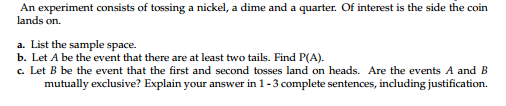 An experiment consists of tossing a nickel, a dime and a quarter. Of interest is the side the coin
lands on.
a. List the sample space.
b. Let A be the event that there are at least two tails. Find P(A).
c. Let B be the event that the first and second tosses land on heads. Are the events A and B
mutually exclusive? Explain your answer in 1 - 3 complete sentences, including justification.